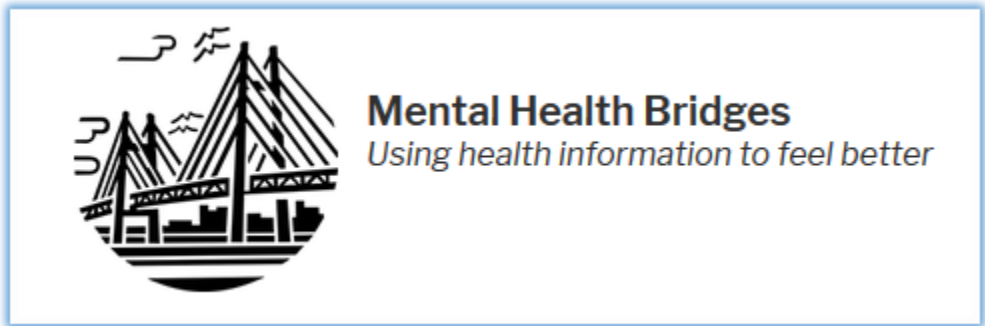 Mental Health Bridges
Using health information to feel better